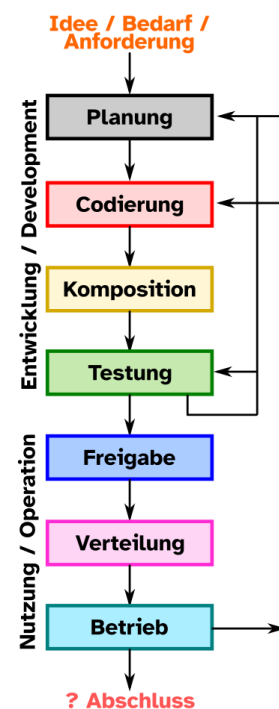 Idee / Bedarf /
Anforderung
Entwicklung / Development
Planung
Codierung
Komposition
Testung
Nutzung / Operation
Freigabe
Verteilung
Betrieb
? Abschluss